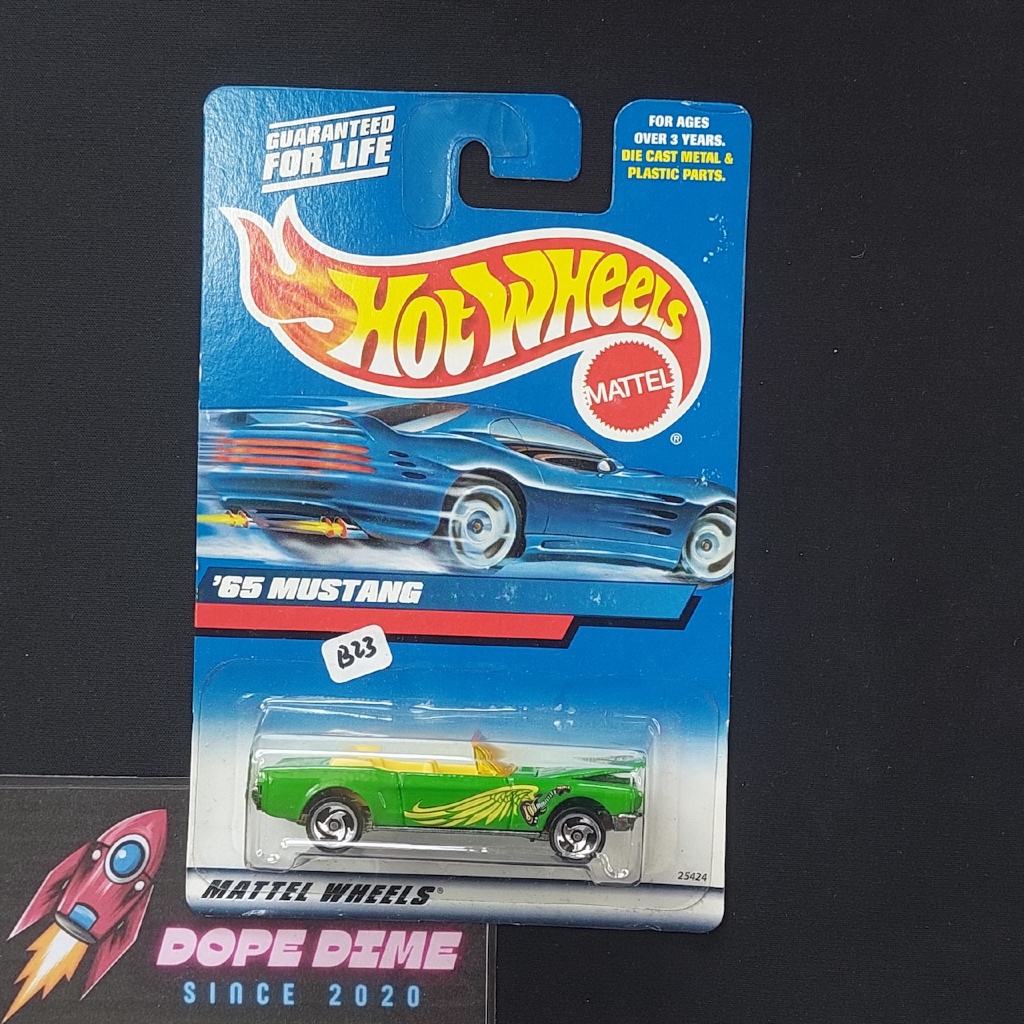 GUARANTEED
FOR LIFE
FOR AGES
OVER 3 YEARS.
DIE CAST METAL &
PLASTIC PARTS.
HOT WHEELS
MATTEL
®
'65 MUSTANG
B23
25424
MATTEL WHEELS®
DOPE DIME
SINCE 2020